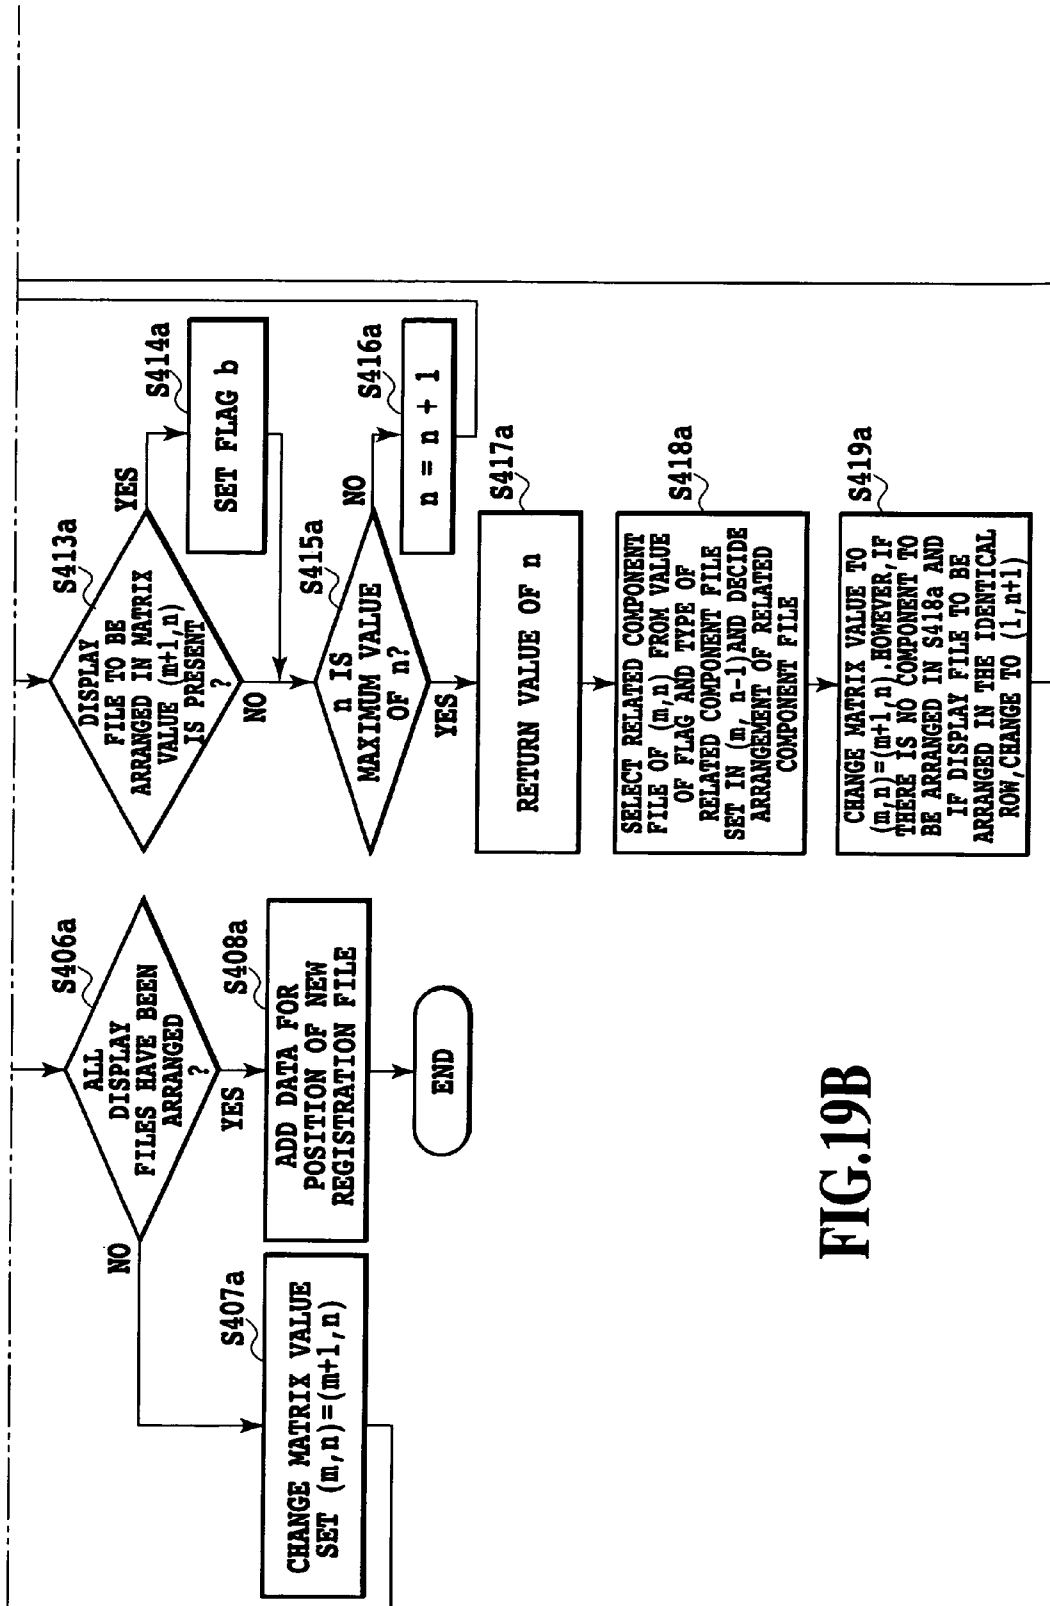 S406a
ALL
DISPLAY
FILES HAVE BEEN
ARRANGED
?
NO
YES
S407a
CHANGE MATRIX VALUE
SET (m,n)=(m+1,n)
S408a
ADD DATA FOR
POSITION OF NEW
REGISTRATION FILE
END
S413a
DISPLAY
FILE TO BE
ARRANGED IN MATRIX
VALUE (m+1,n)
IS PRESENT
?
YES
NO
S414a
SET FLAG b
S415a
n IS
MAXIMUM VALUE
OF n?
NO
YES
S416a
n = n + 1
S417a
RETURN VALUE OF n
S418a
SELECT RELATED COMPONENT
FILE OF (m,n) FROM VALUE
OF FLAG AND TYPE OF
RELATED COMPONENT FILE
SET IN (m, n-1)AND DECIDE
ARRANGEMENT OF RELATED
COMPONENT FILE
S419a
CHANGE MATRIX VALUE TO
(m,n)=(m+1,n).HOWEVER,IF
THERE IS NO COMPONENT TO
BE ARRANGED IN S418a AND
IF DISPLAY FILE TO BE
ARRANGED IN THE IDENTICAL
ROW,CHANGE TO (1,n+1)
FIG.19B